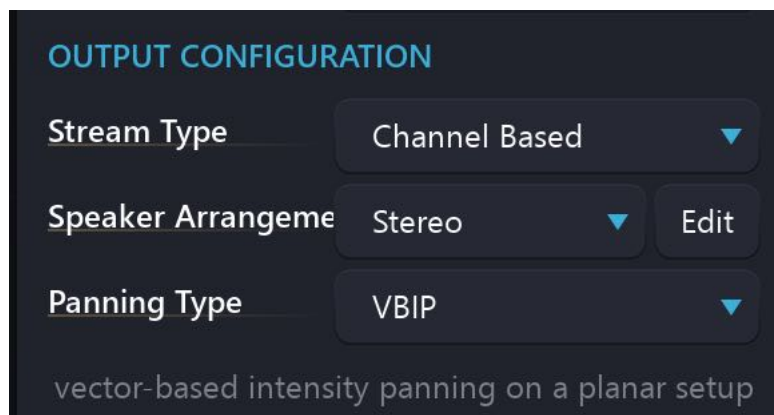 OUTPUT CONFIGURATION
Stream Type Channel Based
Speaker Arrangeme Stereo Edit
Panning Type VBIP
vector-based intensity panning on a planar setup